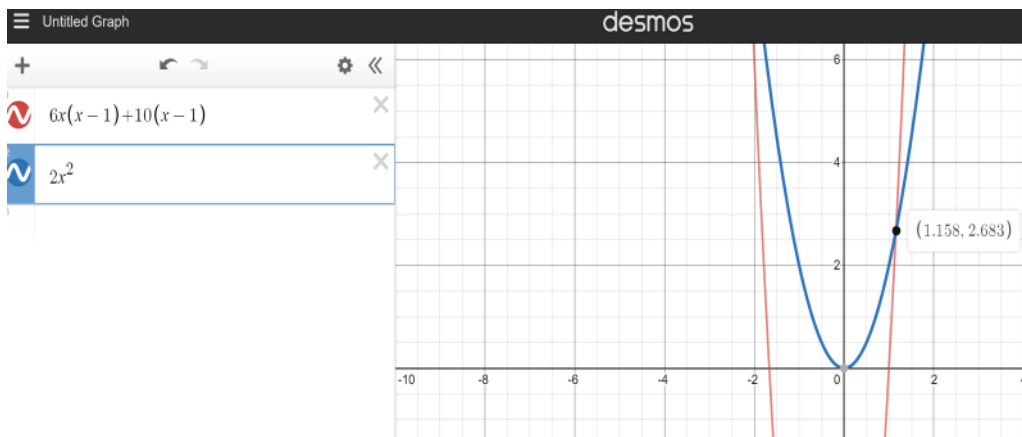 Untitled Graph
desmos
6x(x – 1)+10(x – 1)
2x²
3
6
4
(1.158, 2.683)
2
-10 -8 -6 -4 -2 0 2